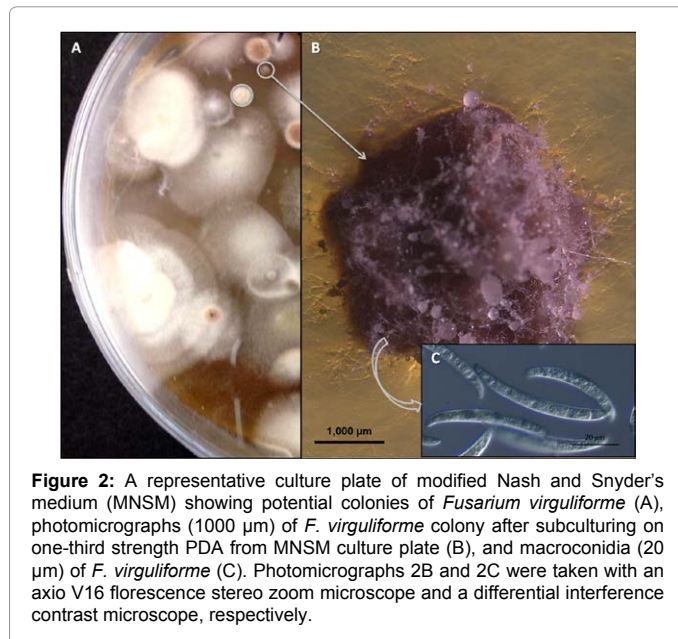 A
B
C
1,000 µm
20 µm
Figure 2: A representative culture plate of modified Nash and Snyder's
medium (MNSM) showing potential colonies of Fusarium virguliforme (A),
photomicrographs (1000 µm) of F. virguliforme colony after subculturing on
one-third strength PDA from MNSM culture plate (B), and macroconidia (20
µm) of F. virguliforme (C). Photomicrographs 2B and 2C were taken with an
axio V16 florescence stereo zoom microscope and a differential interference
contrast microscope, respectively.